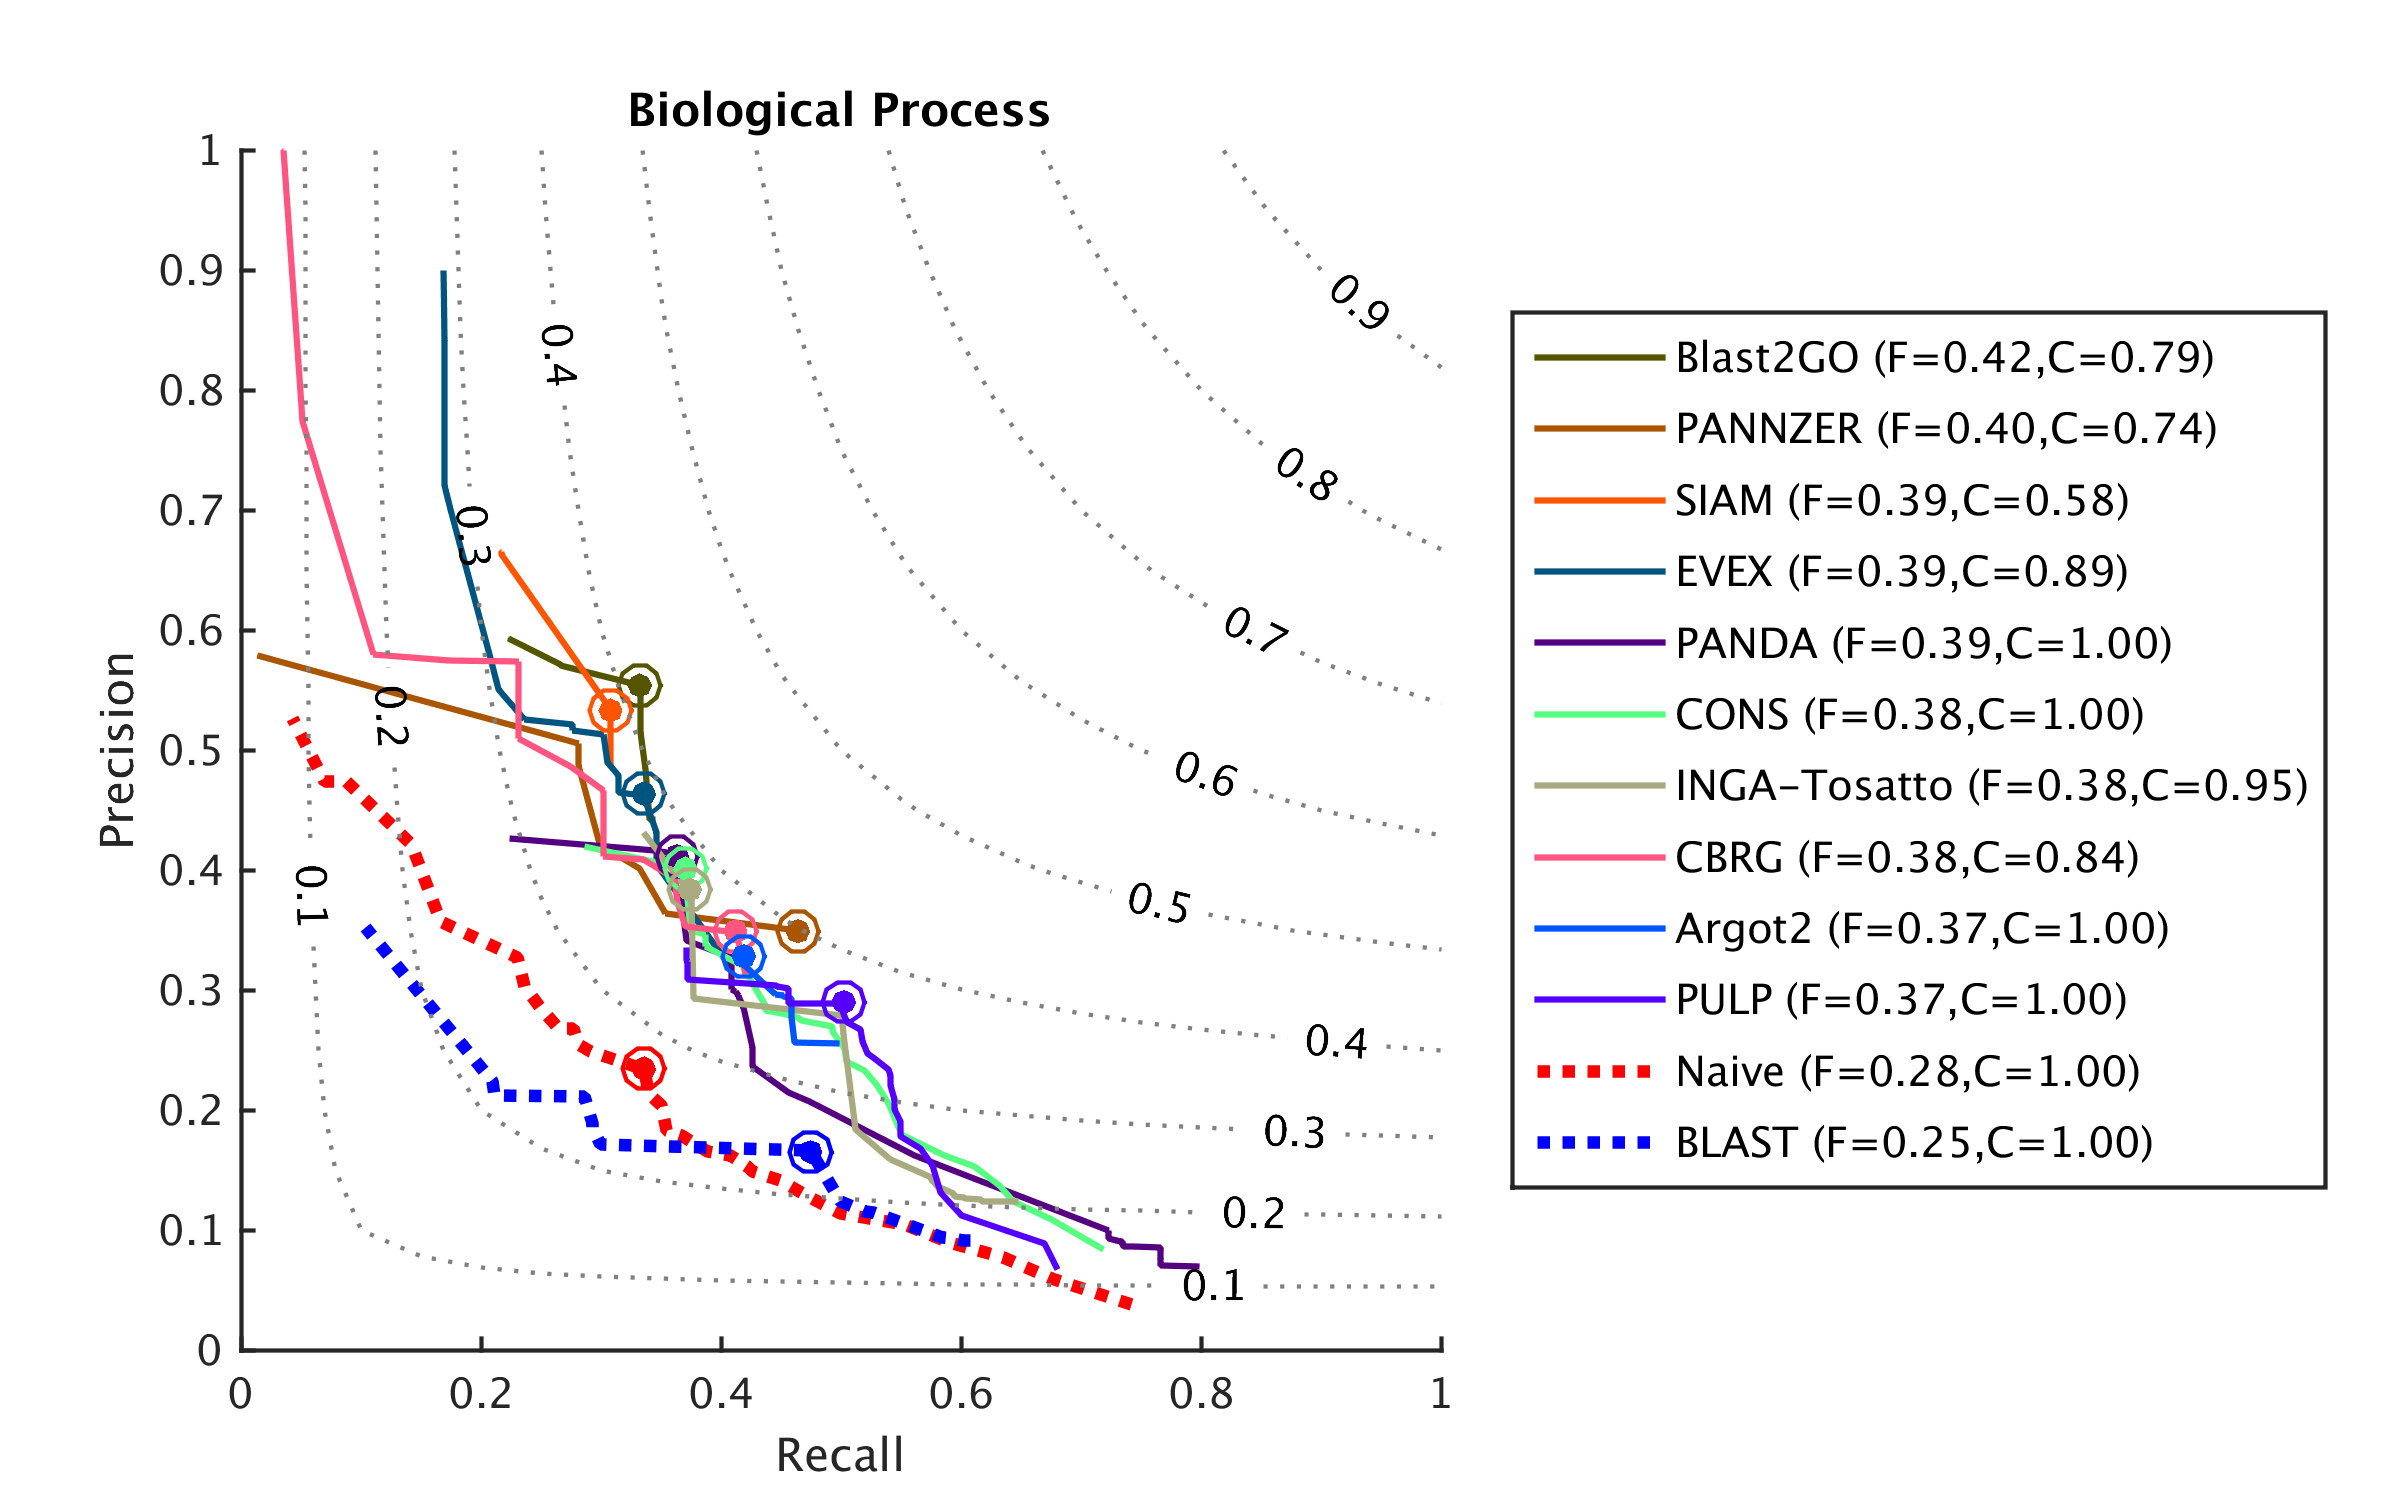 Biological Process
1
0.9
0.8
0.7
0.6
0.5
0.4
0.3
0.2
0.1
0
Precision
0
0.2
0.4
0.6
0.8
1
Recall
0.1
0.2
0.3
0.4
0.9
0.8
0.7
0.6
0.5
0.4
0.3
0.2
0.1
Blast2GO (F=0.42,C=0.79)
PANNZER (F=0.40,C=0.74)
SIAM (F=0.39,C=0.58)
EVEX (F=0.39,C=0.89)
PANDA (F=0.39,C=1.00)
CONS (F=0.38,C=1.00)
INGA-Tosatto (F=0.38,C=0.95)
CBRG (F=0.38,C=0.84)
Argot2 (F=0.37,C=1.00)
PULP (F=0.37,C=1.00)
Naive (F=0.28,C=1.00)
BLAST (F=0.25,C=1.00)